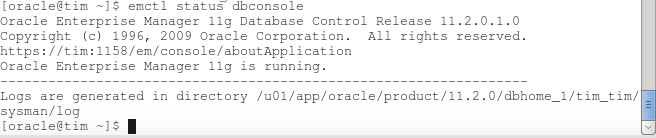 [oracle@tim ~]$ emctl status dbconsole
Oracle Enterprise Manager 11g Database Control Release 11.2.0.1.0
Copyright (c) 1996, 2009 Oracle Corporation.  All rights reserved.
https://tim:1158/em/console/aboutApplication
Oracle Enterprise Manager 11g is running.
------------------------------------------------------------------
Logs are generated in directory /u01/app/oracle/product/11.2.0/dbhome_1/tim_tim/
sysman/log
[oracle@tim ~]$